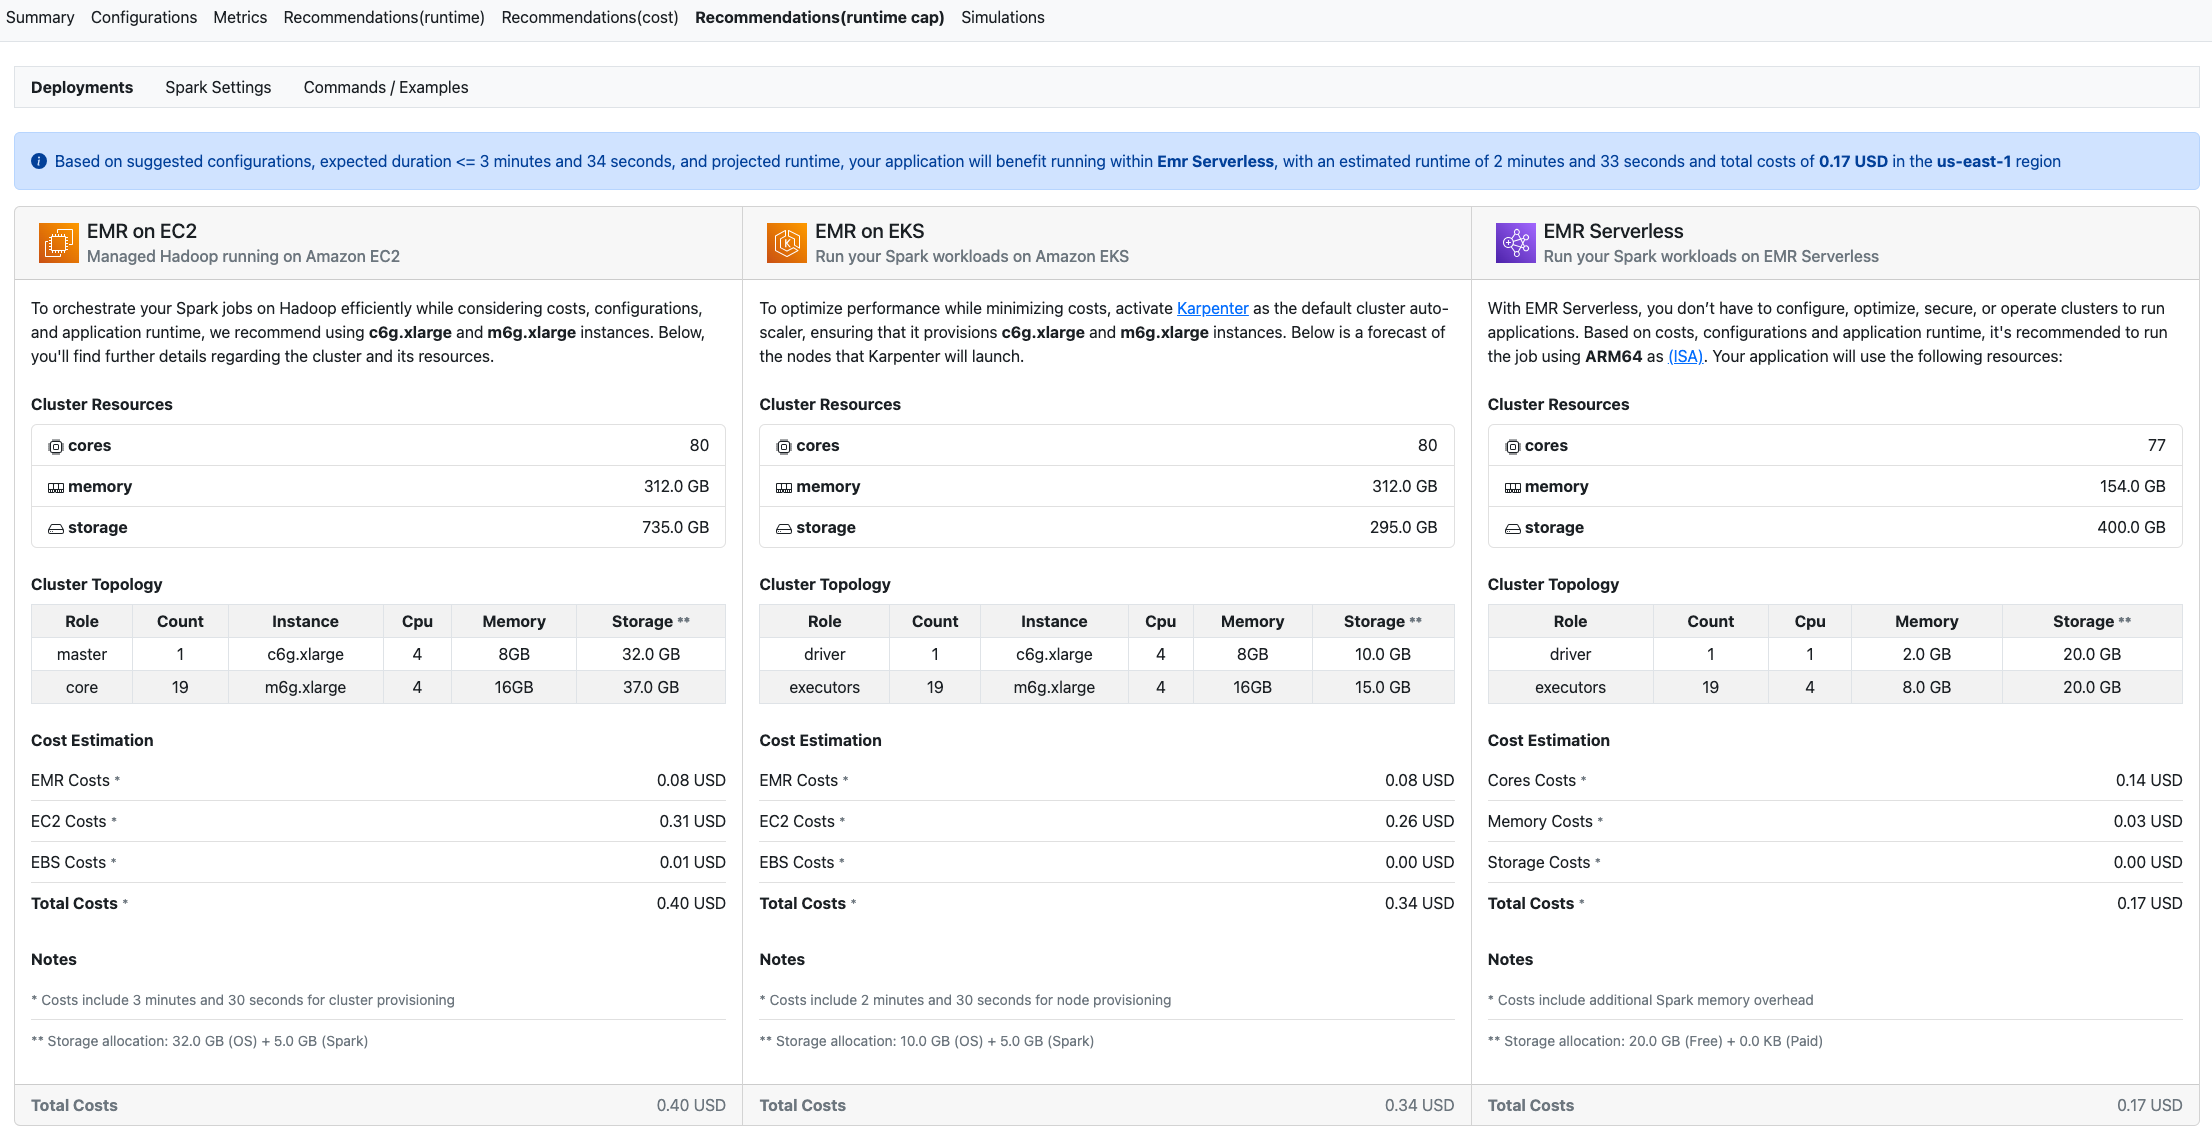 Summary Configurations Metrics Recommendations(runtime) Recommendations(cost) Recommendations(runtime cap) Simulations
Deployments Spark Settings Commands / Examples
Based on suggested configurations, expected duration <= 3 minutes and 34 seconds, and projected runtime, your application will benefit running within Emr Serverless, with an estimated runtime of 2 minutes and 33 seconds and total costs of 0.17 USD in the us-east-1 region
EMR on EC2
Managed Hadoop running on Amazon EC2
To orchestrate your Spark jobs on Hadoop efficiently while considering costs, configurations,
and application runtime, we recommend using c6g.xlarge and m6g.xlarge instances. Below,
you'll find further details regarding the cluster and its resources.
Cluster Resources
cores 80
memory 312.0 GB
storage 735.0 GB
Cluster Topology
Role Count Instance Cpu Memory Storage **
master 1 c6g.xlarge 4 8GB 32.0 GB
core 19 m6g.xlarge 4 16GB 37.0 GB
Cost Estimation
EMR Costs * 0.08 USD
EC2 Costs * 0.31 USD
EBS Costs * 0.01 USD
Total Costs * 0.40 USD
Notes
* Costs include 3 minutes and 30 seconds for cluster provisioning
** Storage allocation: 32.0 GB (OS) + 5.0 GB (Spark)
Total Costs 0.40 USD
EMR on EKS
Run your Spark workloads on Amazon EKS
To optimize performance while minimizing costs, activate Karpenter as the default cluster auto-
scaler, ensuring that it provisions c6g.xlarge and m6g.xlarge instances. Below is a forecast of
the nodes that Karpenter will launch.
Cluster Resources
cores 80
memory 312.0 GB
storage 295.0 GB
Cluster Topology
Role Count Instance Cpu Memory Storage **
driver 1 c6g.xlarge 4 8GB 10.0 GB
executors 19 m6g.xlarge 4 16GB 15.0 GB
Cost Estimation
EMR Costs * 0.08 USD
EC2 Costs * 0.26 USD
EBS Costs * 0.00 USD
Total Costs * 0.34 USD
Notes
* Costs include 2 minutes and 30 seconds for node provisioning
** Storage allocation: 10.0 GB (OS) + 5.0 GB (Spark)
Total Costs 0.34 USD
EMR Serverless
Run your Spark workloads on EMR Serverless
With EMR Serverless, you don’t have to configure, optimize, secure, or operate clusters to run
applications. Based on costs, configurations and application runtime, it's recommended to run
the job using ARM64 as (ISA). Your application will use the following resources:
Cluster Resources
cores 77
memory 154.0 GB
storage 400.0 GB
Cluster Topology
Role Count Cpu Memory Storage **
driver 1 1 2.0 GB 20.0 GB
executors 19 4 8.0 GB 20.0 GB
Cost Estimation
Cores Costs * 0.14 USD
Memory Costs * 0.03 USD
Storage Costs * 0.00 USD
Total Costs * 0.17 USD
Notes
* Costs include additional Spark memory overhead
** Storage allocation: 20.0 GB (Free) + 0.0 KB (Paid)
Total Costs 0.17 USD